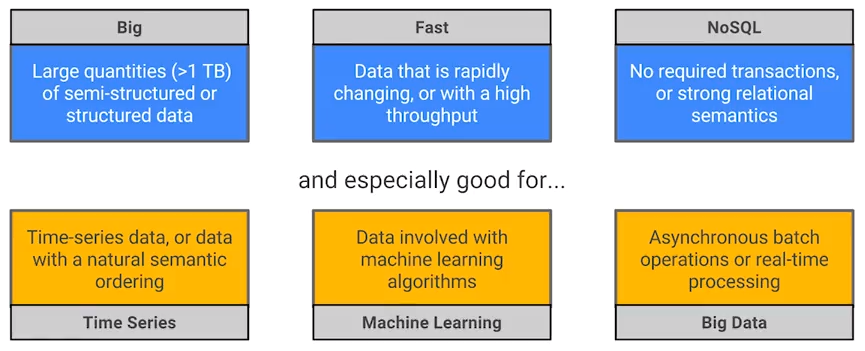 Big
Large quantities (>1 TB)
of semi-structured or
structured data
Fast
Data that is rapidly
changing, or with a high
throughput
NoSQL
No required transactions,
or strong relational
semantics
and especially good for...
Time-series data, or data
with a natural semantic
ordering
Time Series
Data involved with
machine learning
algorithms
Machine Learning
Asynchronous batch
operations or real-time
processing
Big Data